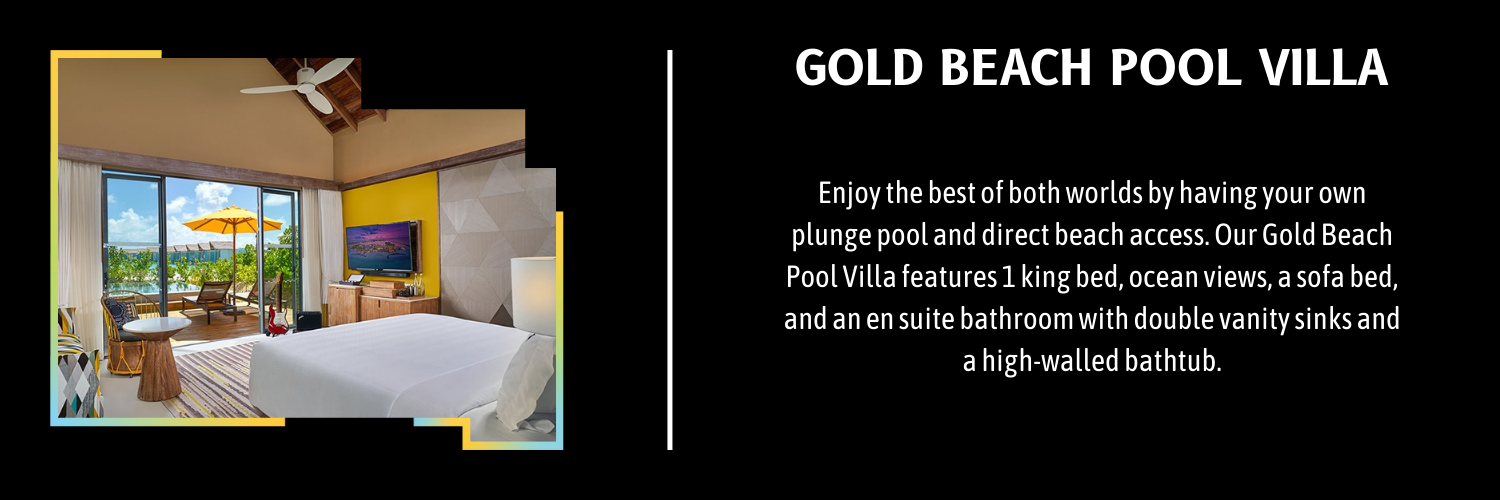 GOLD BEACH POOL VILLA
Enjoy the best of both worlds by having your own
plunge pool and direct beach access. Our Gold Beach
Pool Villa features 1 king bed, ocean views, a sofa bed,
and an en suite bathroom with double vanity sinks and
a high-walled bathtub.